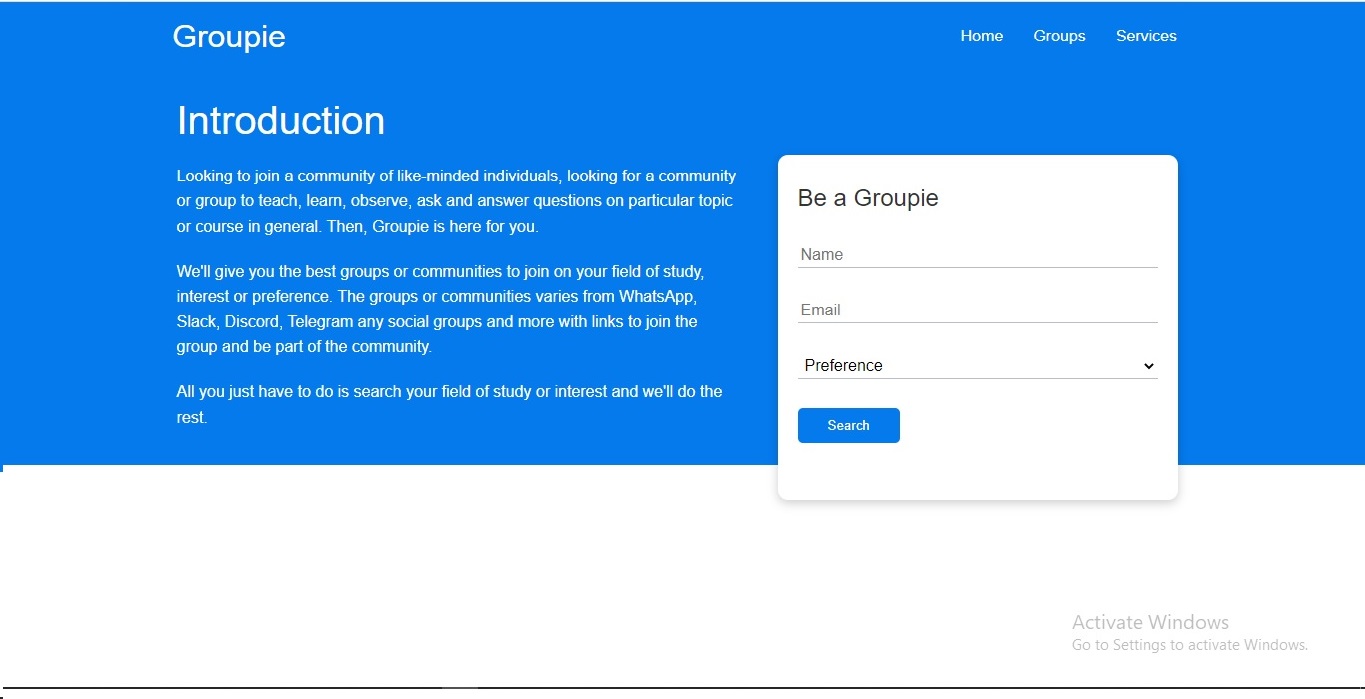 Groupie
Home Groups Services
Introduction
Looking to join a community of like-minded individuals, looking for a community
or group to teach, learn, observe, ask and answer questions on particular topic
or course in general. Then, Groupie is here for you.
We'll give you the best groups or communities to join on your field of study,
interest or preference. The groups or communities varies from WhatsApp,
Slack, Discord, Telegram any social groups and more with links to join the
group and be part of the community.
All you just have to do is search your field of study or interest and we'll do the
rest.
Be a Groupie
Name
Email
Preference
Search
Activate Windows
Go to Settings to activate Windows.